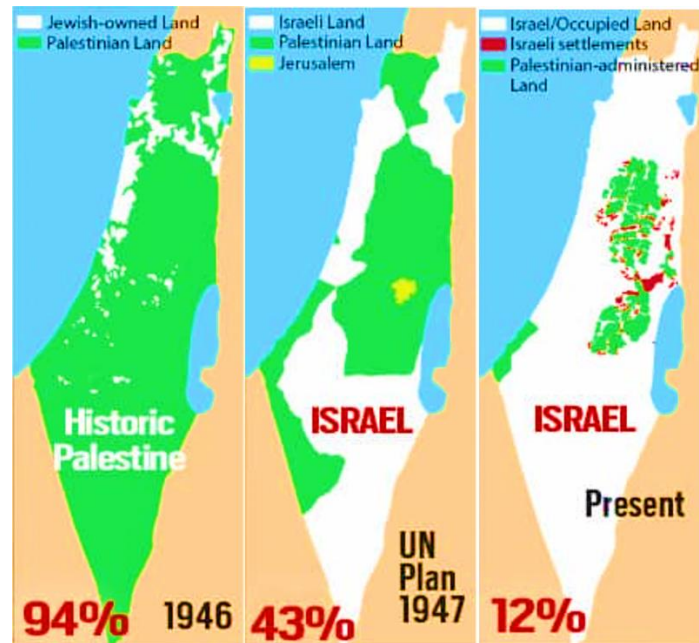 Jewish-owned Land
Palestinian Land
Historic
Palestine
94%
1946
Israeli Land
Palestinian Land
Jerusalem
ISRAEL
UN
Plan
1947
43%
Israel/Occupied Land
Israeli settlements
Palestinian-administered
Land
ISRAEL
Present
12%